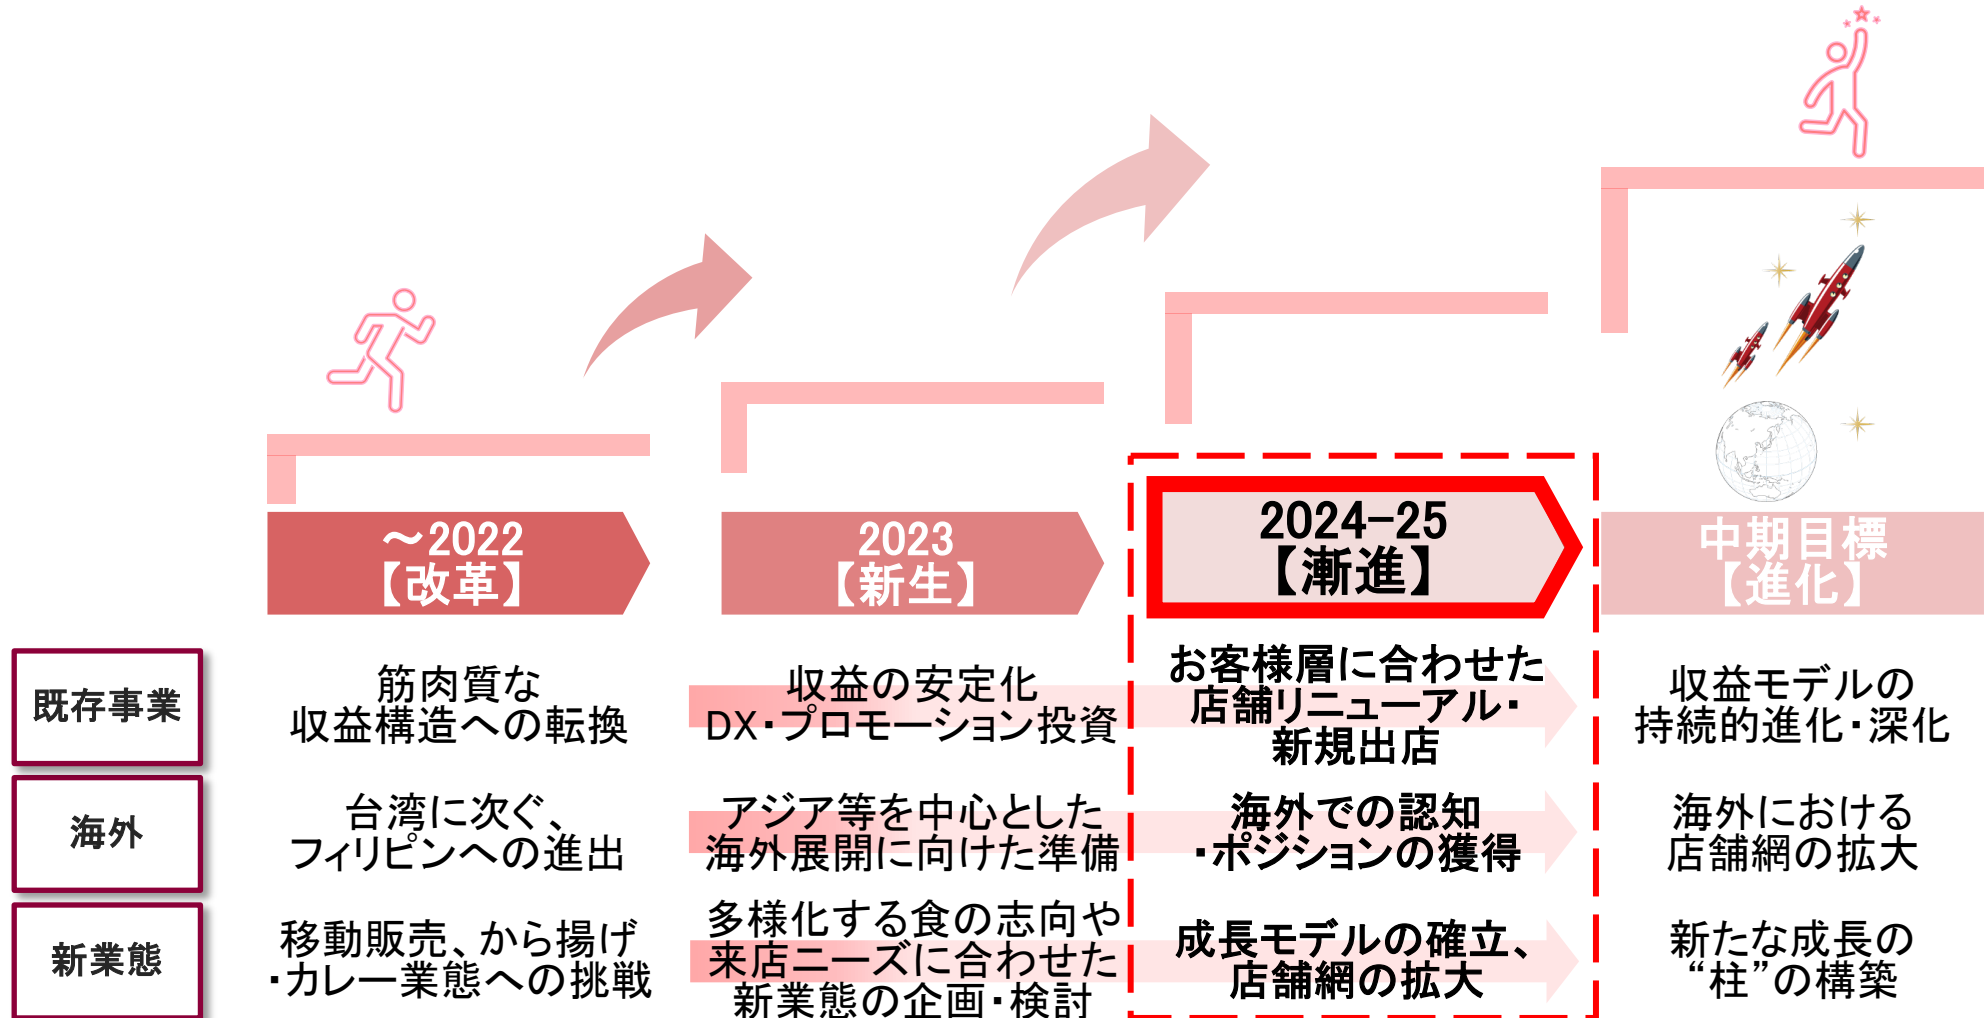 ～2022
【改革】
2023
【新生】
2024-25
【漸進】
中期目標
【進化】
既存事業
筋肉質な
収益構造への転換
収益の安定化
DX・プロモーション投資
お客様層に合わせた
店舗リニューアル・
新規出店
収益モデルの
持続的進化・深化
海外
台湾に次ぐ、
フィリピンへの進出
アジア等を中心とした
海外展開に向けた準備
海外での認知
・ポジションの獲得
海外における
店舗網の拡大
新業態
移動販売、から揚げ
・カレー業態への挑戦
多様化する食の志向や
来店ニーズに合わせた
新業態の企画・検討
成長モデルの確立、
店舗網の拡大
新たな成長の
“柱”の構築